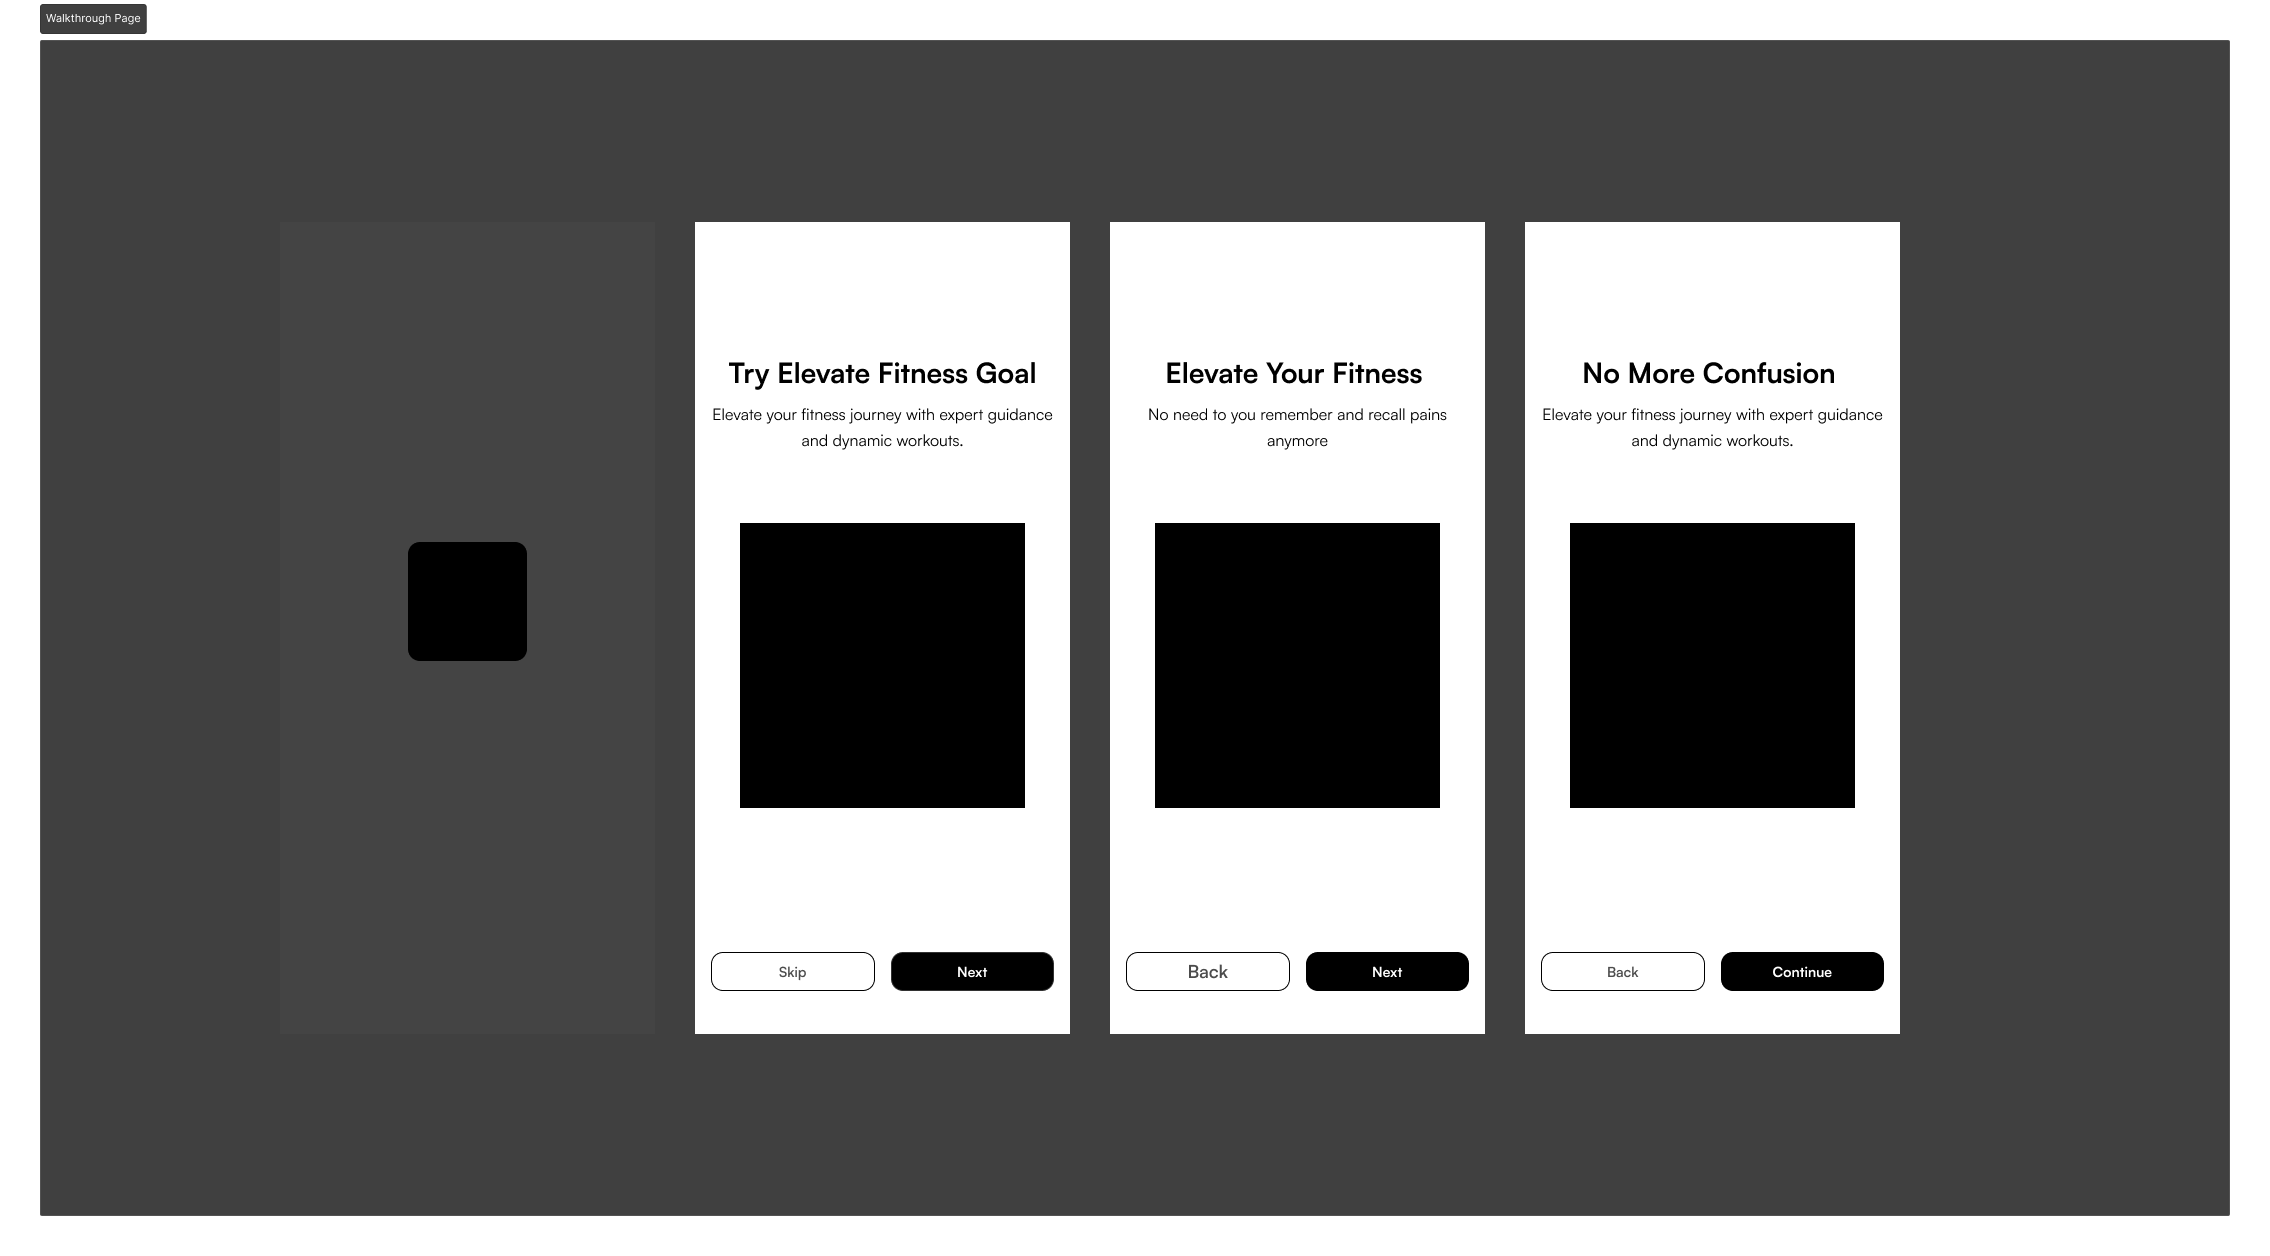 Walkthrough Page
Try Elevate Fitness Goal
Elevate your fitness journey with expert guidance
and dynamic workouts.
Skip
Next
Elevate Your Fitness
No need to you remember and recall pains
anymore
Back
Next
No More Confusion
Elevate your fitness journey with expert guidance
and dynamic workouts.
Back
Continue